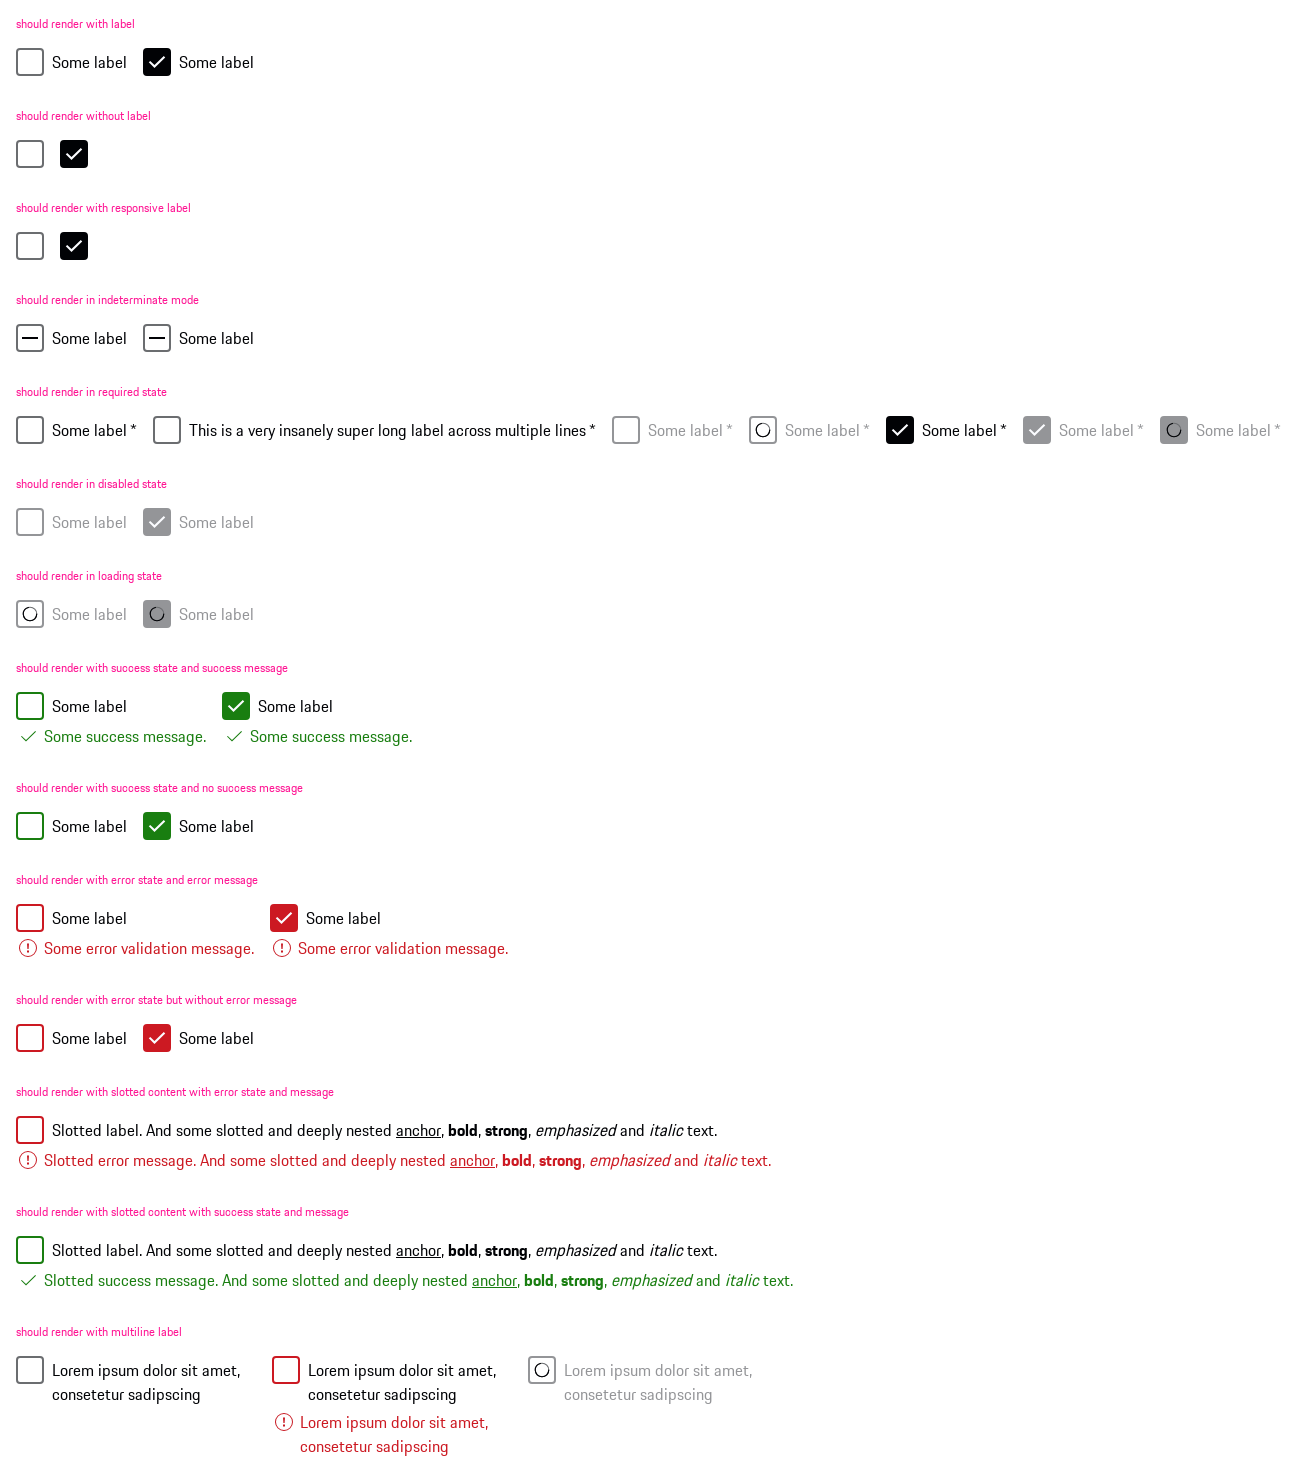 should render with label
Some label Some label
should render without label
should render with responsive label
should render in indeterminate mode
Some label Some label
should render in required state
Some label * This is a very insanely super long label across multiple lines * Some label * Some label * Some label * Some label * Some label *
should render in disabled state
Some label Some label
should render in loading state
Some label Some label
should render with success state and success message
Some label Some label
Some success message. Some success message.
should render with success state and no success message
Some label Some label
should render with error state and error message
Some label Some label
Some error validation message. Some error validation message.
should render with error state but without error message
Some label Some label
should render with slotted content with error state and message
Slotted label. And some slotted and deeply nested anchor, bold, strong, emphasized and italic text.
Slotted error message. And some slotted and deeply nested anchor, bold, strong, emphasized and italic text.
should render with slotted content with success state and message
Slotted label. And some slotted and deeply nested anchor, bold, strong, emphasized and italic text.
Slotted success message. And some slotted and deeply nested anchor, bold, strong, emphasized and italic text.
should render with multiline label
Lorem ipsum dolor sit amet, Lorem ipsum dolor sit amet, Lorem ipsum dolor sit amet,
consetetur sadipscing consetetur sadipscing consetetur sadipscing
Lorem ipsum dolor sit amet,
consetetur sadipscing